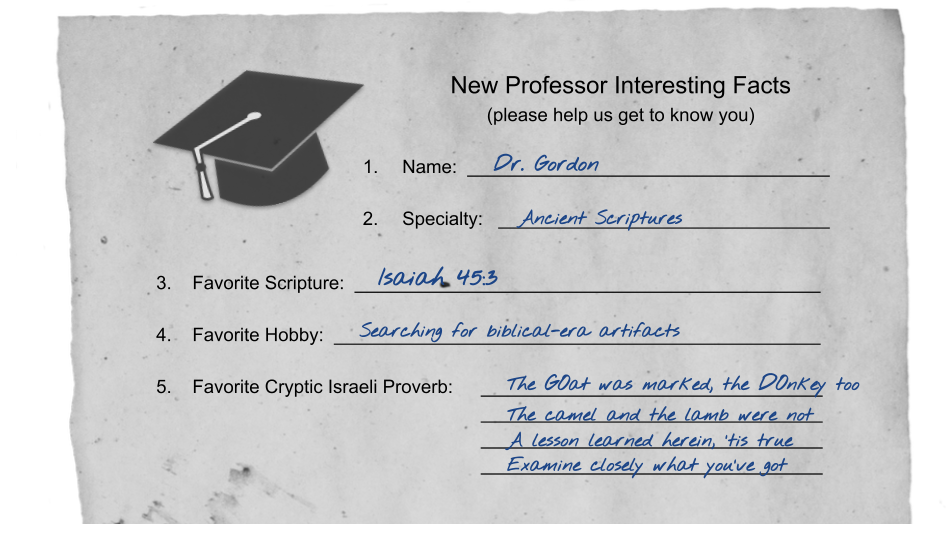 New Professor Interesting Facts
(please help us get to know you)
1. Name: Dr. Gordon
2. Specialty: Ancient Scriptures
3. Favorite Scripture: Isaiah 45:3
4. Favorite Hobby: Searching for biblical-era artifacts
5. Favorite Cryptic Israeli Proverb: The GOat was marked, the DOnkey too
The camel and the lamb were not
A lesson learned herein, 'tis true
Examine closely what you've got